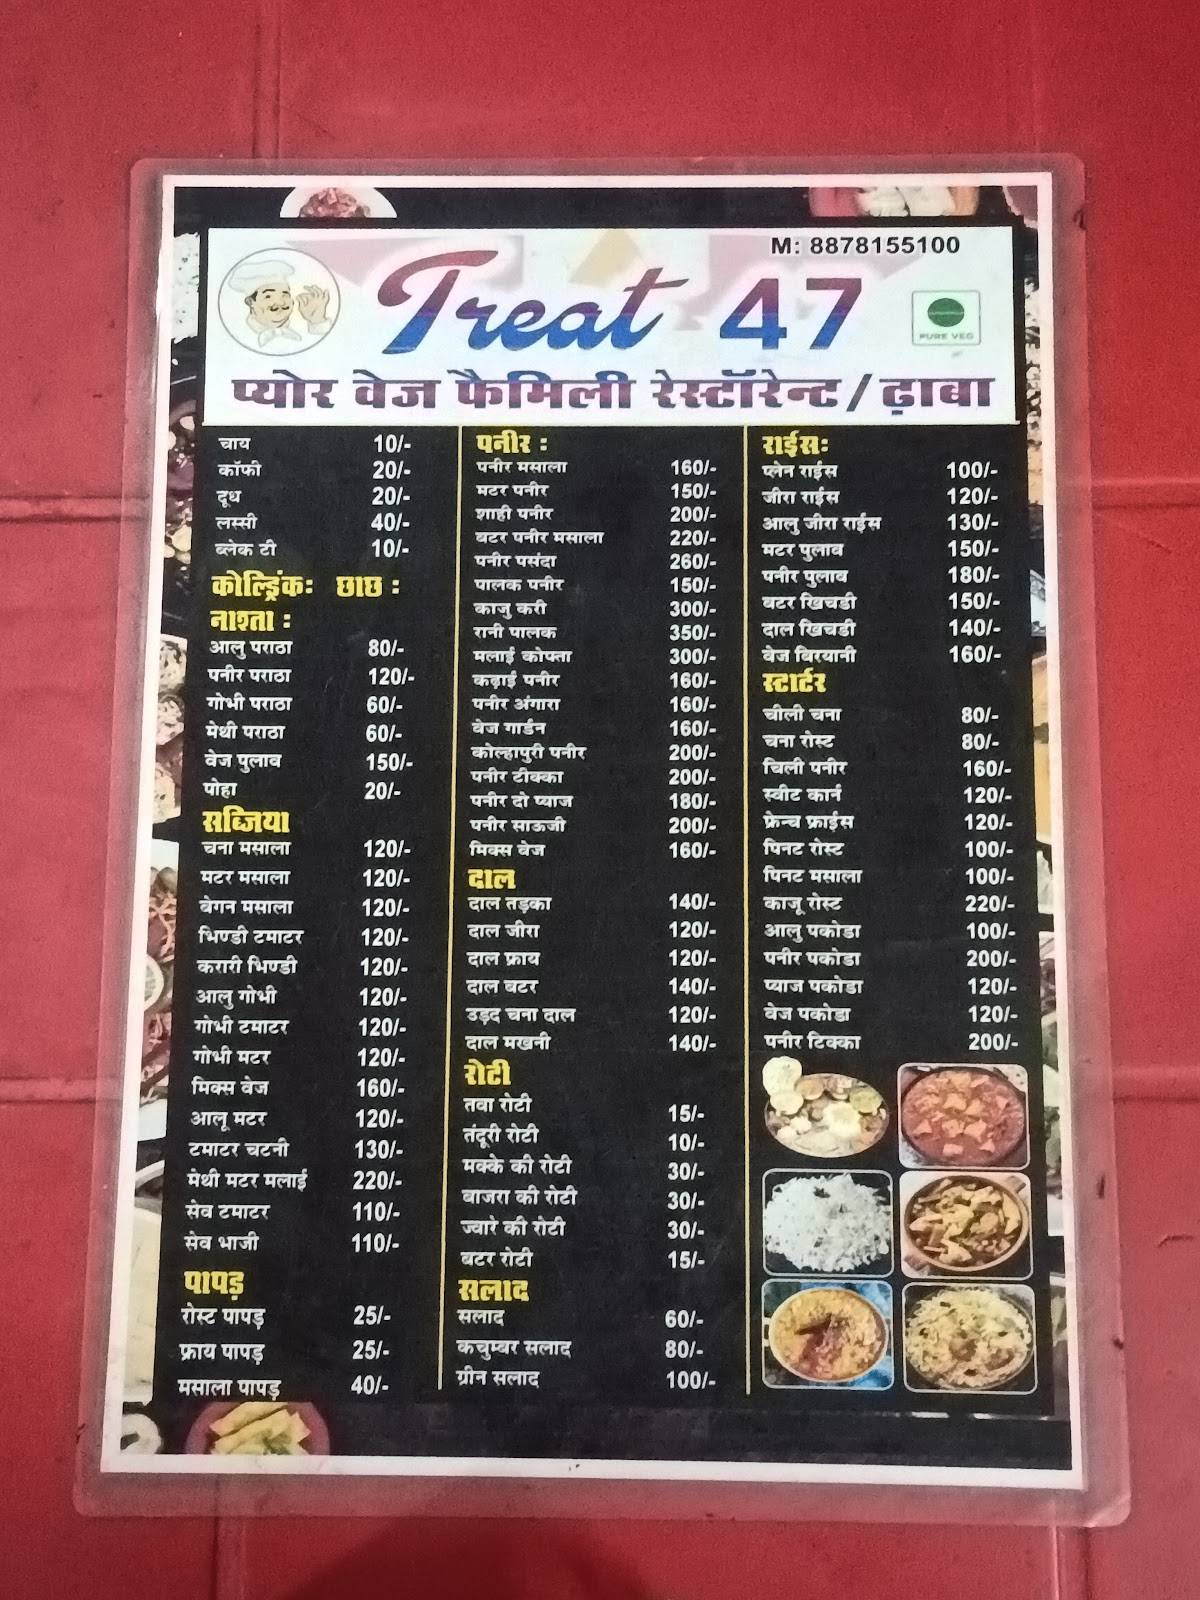 M: 8878155100
Treat 47
PURE VEG
प्योर वेज फैमिली रेस्टॉरेन्ट/ढ़ाबा
चाय 10/-
कॉफी 20/-
दूध 20/-
लस्सी 40/-
ब्लेक टी 10/-
कोल्ड्रिंक: छाछ :
नाश्ता :
आलु पराठा 80/-
पनीर पराठा 120/-
गोभी पराठा 60/-
मेथी पराठा 60/-
वेज पुलाव 150/-
पोहा 20/-
सब्जिया
चना मसाला 120/-
मटर मसाला 120/-
बेगन मसाला 120/-
भिण्डी टमाटर 120/-
करारी भिण्डी 120/-
आलु गोभी 120/-
गोभी टमाटर 120/-
गोभी मटर 120/-
मिक्स वेज 160/-
आलू मटर 120/-
टमाटर चटनी 130/-
मेथी मटर मलाई 220/-
सेव टमाटर 110/-
सेव भाजी 110/-
पापड़
रोस्ट पापड़ 25/-
फ्राय पापड़ 25/-
मसाला पापड़ 40/-
पनीर :
पनीर मसाला 160/-
मटर पनीर 150/-
शाही पनीर 200/-
बटर पनीर मसाला 220/-
पनीर पसंदा 260/-
पालक पनीर 150/-
काजु करी 300/-
रानी पालक 350/-
मलाई कोफ्ता 300/-
कढ़ाई पनीर 160/-
पनीर अंगारा 160/-
वेज गार्डन 160/-
कोल्हापुरी पनीर 200/-
पनीर टीक्का 200/-
पनीर दो प्याज 180/-
पनीर साऊजी 200/-
मिक्स वेज 160/-
दाल
दाल तड़का 140/-
दाल जीरा 120/-
दाल फ्राय 120/-
दाल बटर 140/-
उड़द चना दाल 120/-
दाल मखनी 140/-
रोटी
तवा रोटी 15/-
तंदूरी रोटी 10/-
मक्के की रोटी 30/-
बाजरा की रोटी 30/-
ज्वारे की रोटी 30/-
बटर रोटी 15/-
सलाद
सलाद 60/-
कचुम्बर सलाद 80/-
ग्रीन सलाद 100/-
राईस:
प्लेन राईस 100/-
जीरा राईस 120/-
आलु जीरा राईस 130/-
मटर पुलाव 150/-
पनीर पुलाव 180/-
बटर खिचडी 150/-
दाल खिचडी 140/-
वेज बिरयानी 160/-
स्टार्टर
चीली चना 80/-
चना रोस्ट 80/-
चिली पनीर 160/-
स्वीट कार्न 120/-
फ्रेन्च फ्राईस 120/-
पिनट रोस्ट 100/-
पिनट मसाला 100/-
काजू रोस्ट 220/-
आलु पकोडा 100/-
पनीर पकोडा 200/-
प्याज पकोडा 120/-
वेज पकोडा 120/-
पनीर टिक्का 200/-